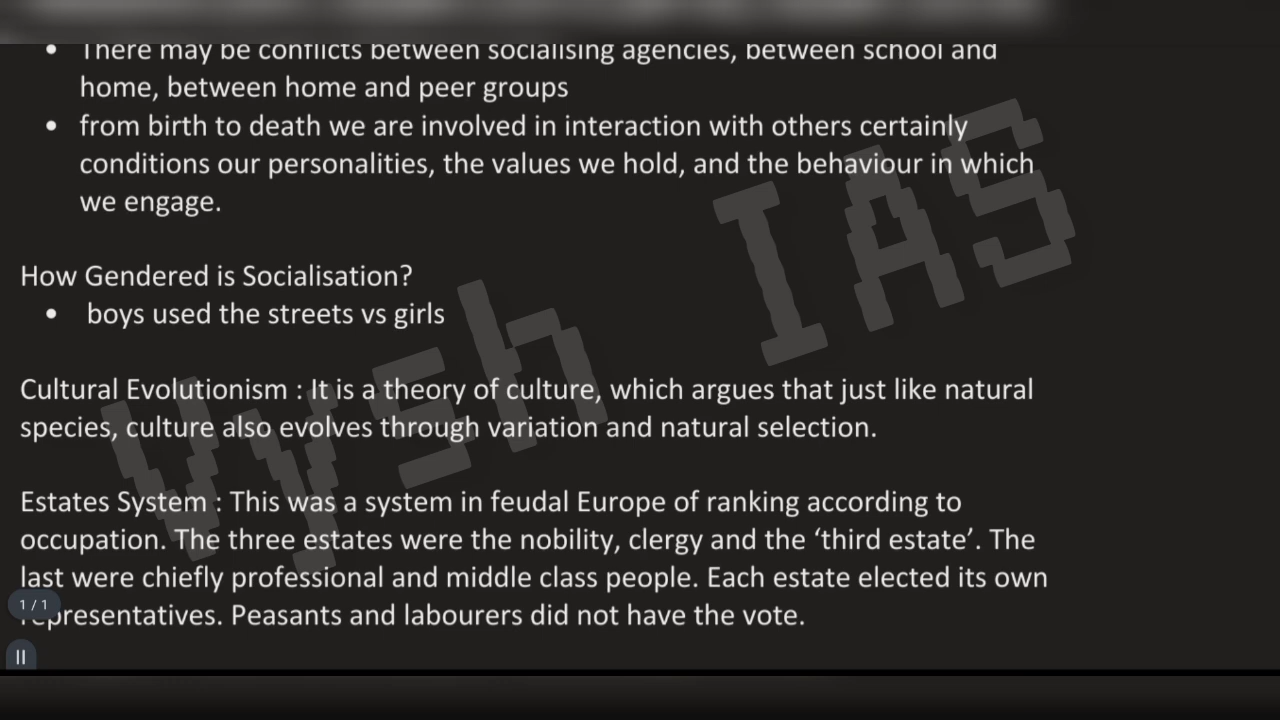 • There may be conflicts between socialising agencies, between school and
home, between home and peer groups
• from birth to death we are involved in interaction with others certainly
conditions our personalities, the values we hold, and the behaviour in which
we engage.
How Gendered is Socialisation?
• boys used the streets vs girls
Cultural Evolutionism : It is a theory of culture, which argues that just like natural
species, culture also evolves through variation and natural selection.
Estates System : This was a system in feudal Europe of ranking according to
occupation. The three estates were the nobility, clergy and the ‘third estate’. The
last were chiefly professional and middle class people. Each estate elected its own
representatives. Peasants and labourers did not have the vote.
1 / 1
Vysh IAS